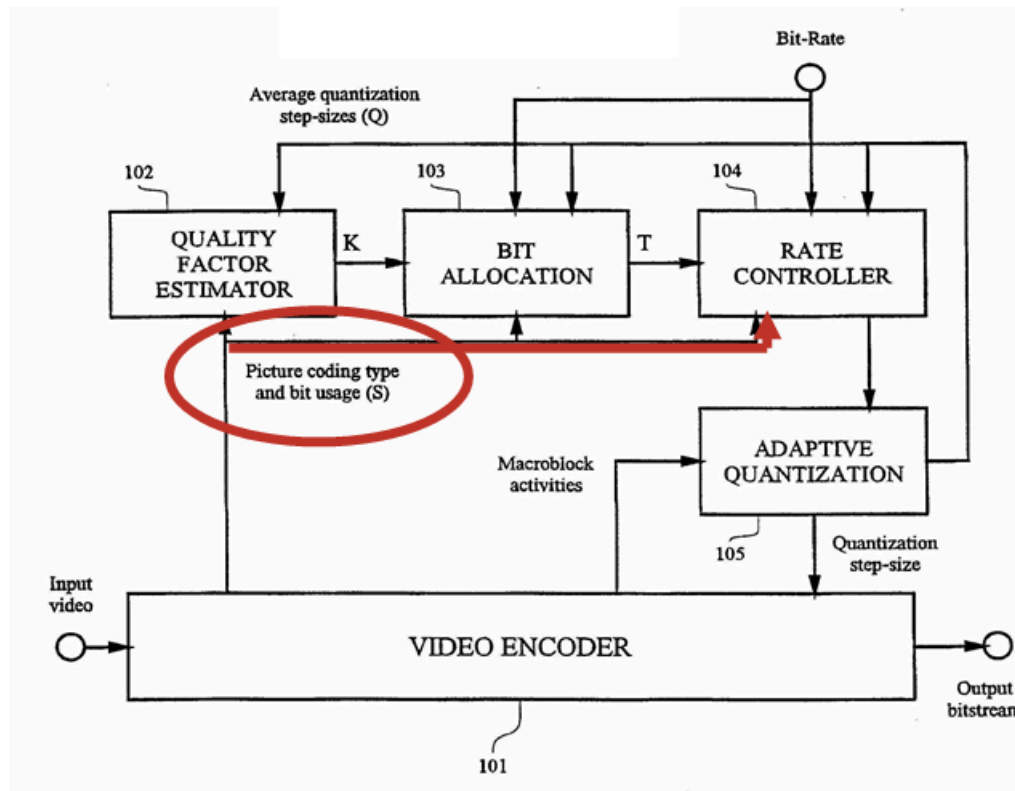 Bit-Rate
Average quantization
step-sizes (Q)
102
103
104
QUALITY
FACTOR
ESTIMATOR
K
BIT
ALLOCATION
T
RATE
CONTROLLER
Picture coding type
and bit usage (S)
Macroblock
activities
ADAPTIVE
QUANTIZATION
105
Quantization
step-size
Input
video
VIDEO ENCODER
Output
bitstream
101